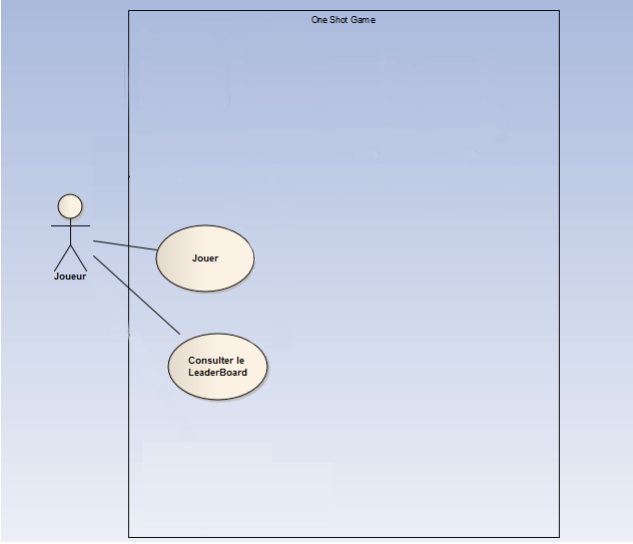 One Shot Game
Jouer
Joueur
Consulter le
LeaderBoard